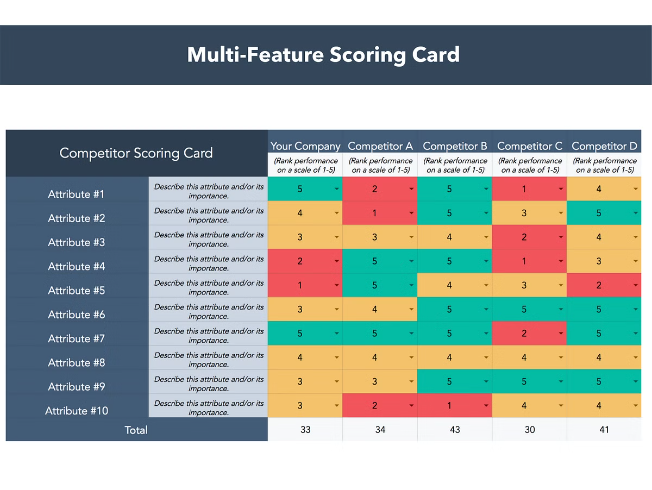 Multi-Feature Scoring Card
Competitor Scoring Card
Your Company Competitor A Competitor B Competitor C Competitor D
(Rank performance (Rank performance (Rank performance (Rank performance (Rank performance
on a scale of 1-5) on a scale of 1-5) on a scale of 1-5) on a scale of 1-5) on a scale of 1-5)
Attribute #1 Describe this attribute and/or its 5 2 5 1 4
importance.
Attribute #2 Describe this attribute and/or its 4 1 5 3 5
importance.
Attribute #3 Describe this attribute and/or its 3 3 4 2 4
importance.
Attribute #4 Describe this attribute and/or its 2 5 5 1 3
importance.
Attribute #5 Describe this attribute and/or its 1 5 4 3 2
importance.
Attribute #6 Describe this attribute and/or its 3 4 5 5 5
importance.
Attribute #7 Describe this attribute and/or its 5 5 5 2 5
importance.
Attribute #8 Describe this attribute and/or its 4 4 4 4 4
importance.
Attribute #9 Describe this attribute and/or its 3 3 5 5 5
importance.
Attribute #10 Describe this attribute and/or its 3 2 1 4 4
importance.
Total 33 34 43 30 41